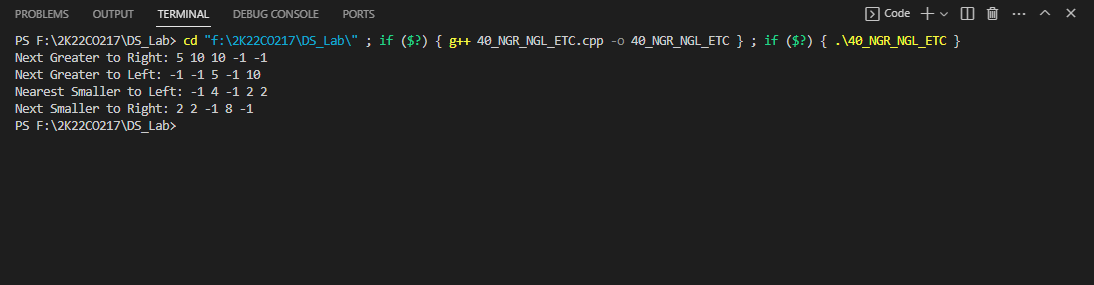 PROBLEMS OUTPUT TERMINAL DEBUG CONSOLE PORTS Code
PS F:\2K22CO217\DS_Lab> cd "f:\2K22CO217\DS_Lab\" ; if ($?) { g++ 40_NGR_NGL_ETC.cpp -o 40_NGR_NGL_ETC } ; if ($?) { .\40_NGR_NGL_ETC }
Next Greater to Right: 5 10 10 -1 -1
Next Greater to Left: -1 -1 5 -1 10
Nearest Smaller to Left: -1 4 -1 2 2
Next Smaller to Right: 2 2 -1 8 -1
PS F:\2K22CO217\DS_Lab>